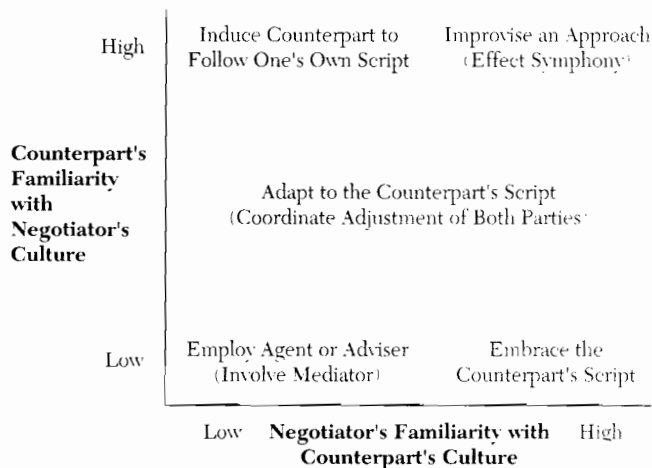 High
Induce Counterpart to
Follow One's Own Script
Improvise an Approach
(Effect Symphony)
Counterpart's
Familiarity
with
Negotiator's
Culture
Adapt to the Counterpart's Script
(Coordinate Adjustment of Both Parties)
Low
Employ Agent or Adviser
(Involve Mediator)
Embrace the
Counterpart's Script
Low
Negotiator's Familiarity with
Counterpart's Culture
High